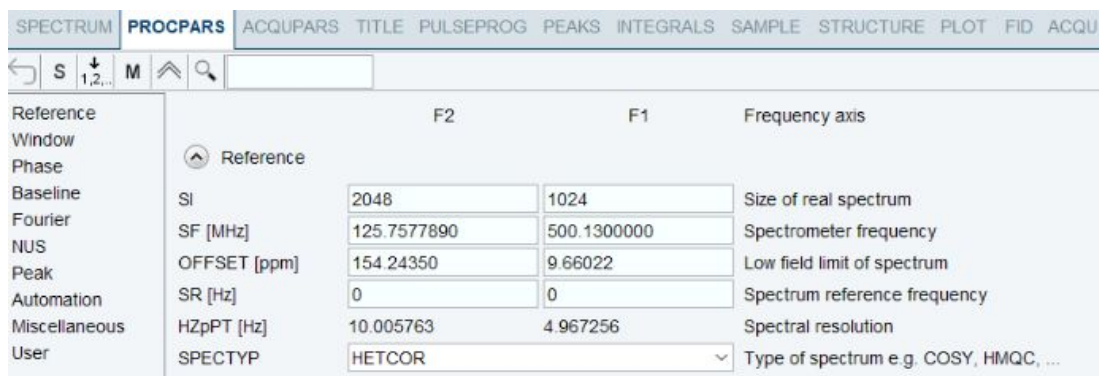 SPECTRUM PROCPARS ACQUPARS TITLE PULSEPROG PEAKS INTEGRALS SAMPLE STRUCTURE PLOT FID ACQU
S 1,2,.. M
Reference
Window
Phase
Baseline
Fourier
NUS
Peak
Automation
Miscellaneous
User
F2 F1 Frequency axis
Reference
SI 2048 1024 Size of real spectrum
SF [MHz] 125.7577890 500.1300000 Spectrometer frequency
OFFSET [ppm] 154.24350 9.66022 Low field limit of spectrum
SR [Hz] 0 0 Spectrum reference frequency
HZpPT [Hz] 10.005763 4.967256 Spectral resolution
SPECTYP HETCOR Type of spectrum e.g. COSY, HMQC, ...